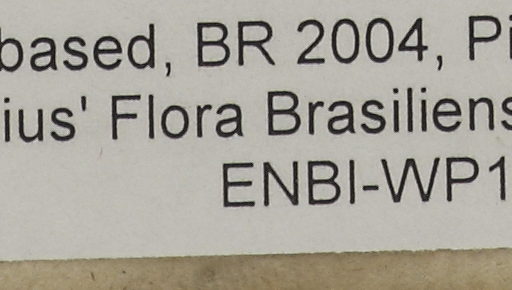 based, BR 2004, Pi
ius' Flora Brasiliens
ENBI-WP1